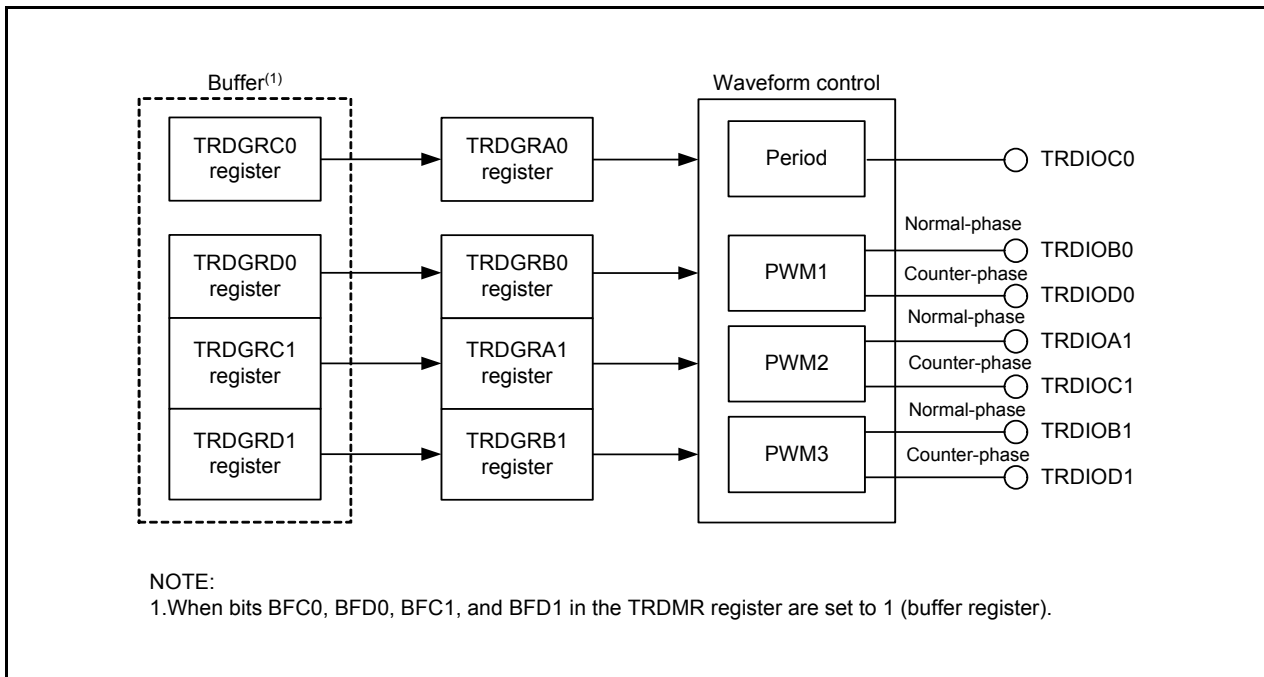 Buffer(1)
Waveform control
TRDGRC0
register
TRDGRA0
register
Period
TRDIOC0
TRDGRD0
register
TRDGRB0
register
PWM1
Normal-phase
TRDIOB0
Counter-phase
TRDIOD0
TRDGRC1
register
TRDGRA1
register
PWM2
Normal-phase
TRDIOA1
Counter-phase
TRDIOC1
TRDGRD1
register
TRDGRB1
register
PWM3
Normal-phase
TRDIOB1
Counter-phase
TRDIOD1
NOTE:
1.When bits BFC0, BFD0, BFC1, and BFD1 in the TRDMR register are set to 1 (buffer register).